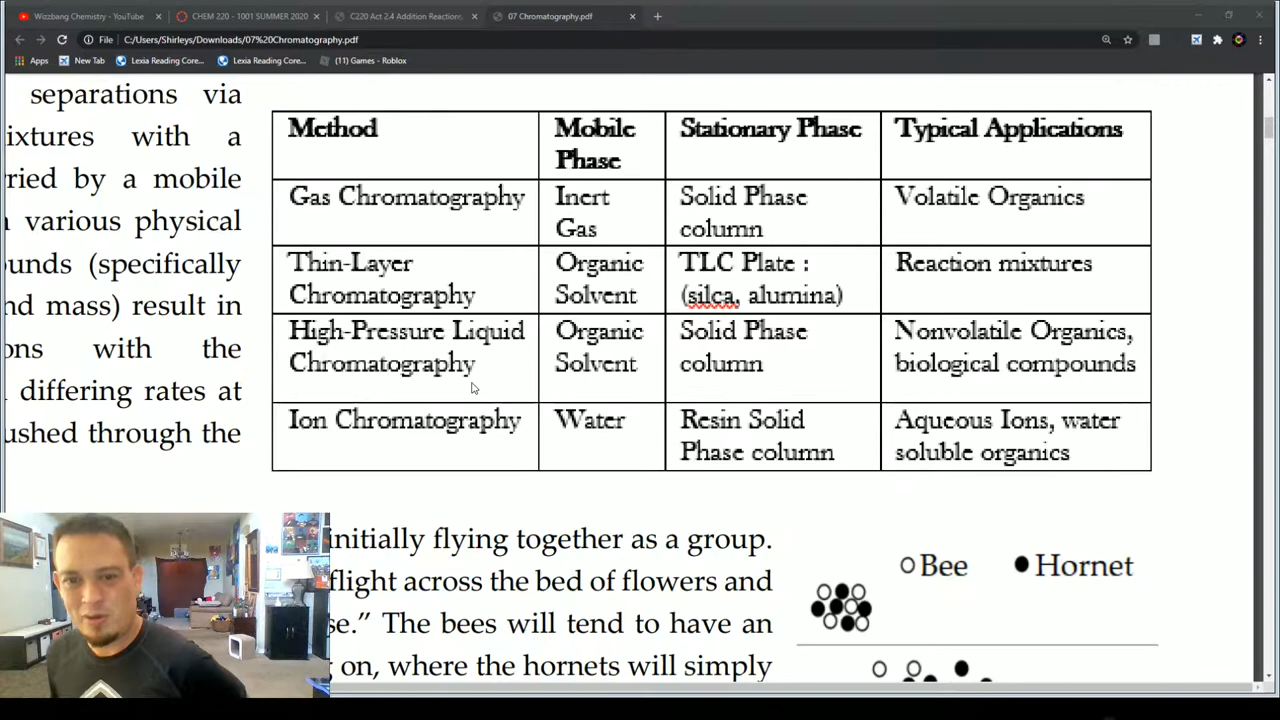 Wizzbang Chemistry - YouTube
CHEM 220 - 1001 SUMMER 2020
C220 Act 2.4 Addition Reactions
07 Chromatography.pdf
File
C:/Users/Shirleys/Downloads/07%20Chromatography.pdf
Apps
New Tab
Lexia Reading Core...
Lexia Reading Core...
(11) Games - Roblox
separations via
ixtures with a
rried by a mobile
various physical
unds (specifically
nd mass) result in
ons with the
differing rates at
ushed through the
Method
Mobile
Phase
Stationary Phase
Typical Applications
Gas Chromatography
Inert
Gas
Solid Phase
column
Volatile Organics
Thin-Layer
Chromatography
Organic
Solvent
TLC Plate :
(silca, alumina)
Reaction mixtures
High-Pressure Liquid
Chromatography
Organic
Solvent
Solid Phase
column
Nonvolatile Organics,
biological compounds
Ion Chromatography
Water
Resin Solid
Phase column
Aqueous Ions, water
soluble organics
initially flying together as a group.
flight across the bed of flowers and
se.” The bees will tend to have an
on, where the hornets will simply
Bee
Hornet